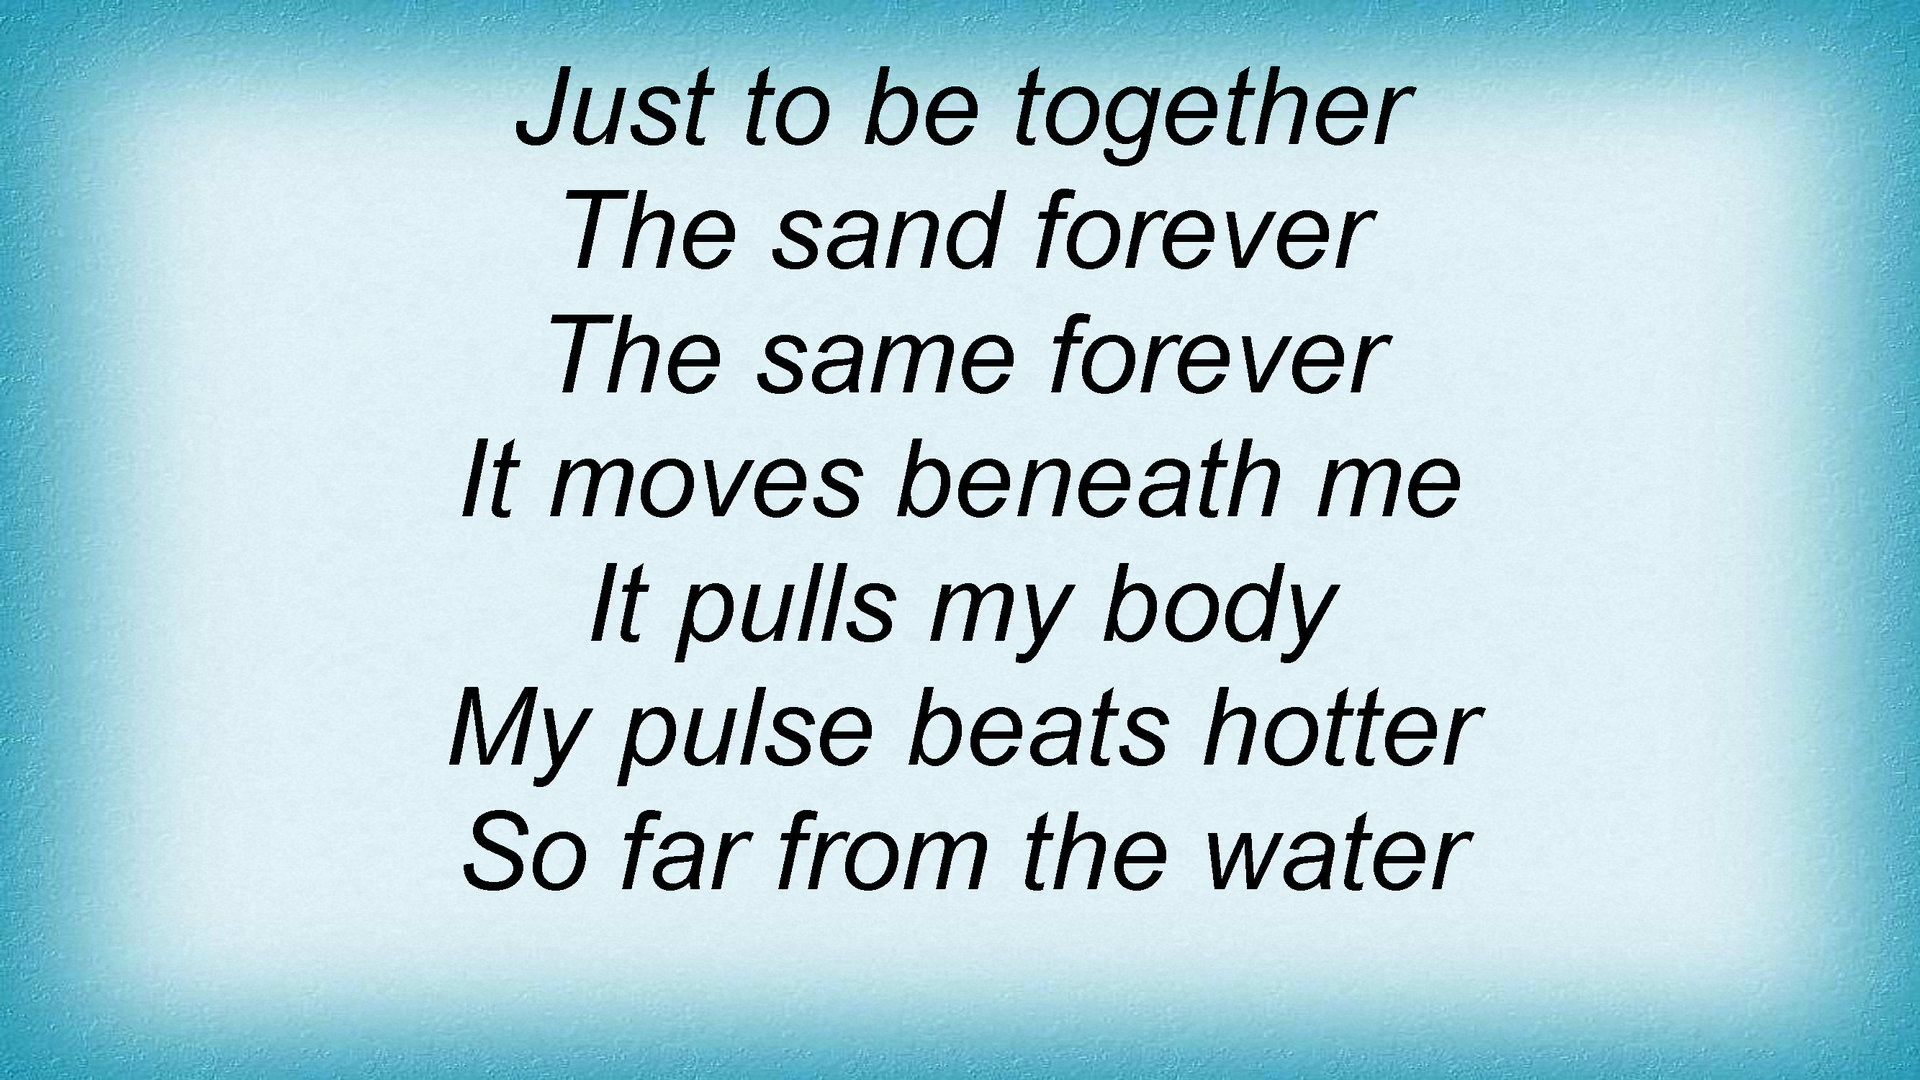 Just to be together
The sand forever
The same forever
It moves beneath me
It pulls my body
My pulse beats hotter
So far from the water